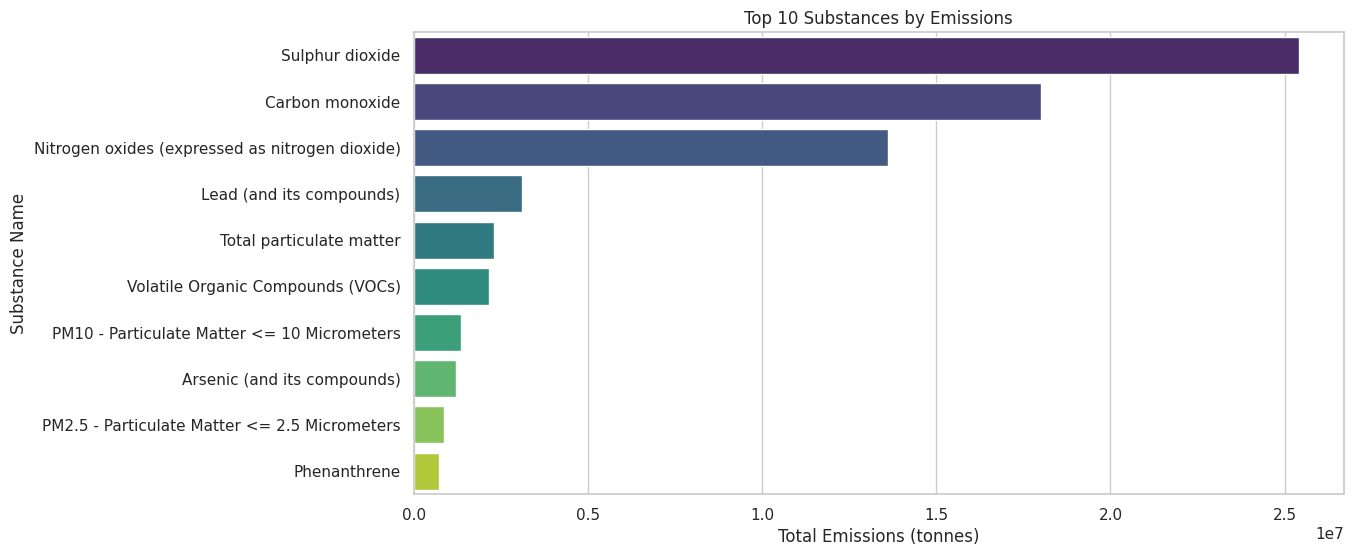 Top 10 Substances by Emissions
Substance Name
Sulphur dioxide
Carbon monoxide
Nitrogen oxides (expressed as nitrogen dioxide)
Lead (and its compounds)
Total particulate matter
Volatile Organic Compounds (VOCs)
PM10 - Particulate Matter <= 10 Micrometers
Arsenic (and its compounds)
PM2.5 - Particulate Matter <= 2.5 Micrometers
Phenanthrene
0.0 0.5 1.0 1.5 2.0 2.5
1e7
Total Emissions (tonnes)